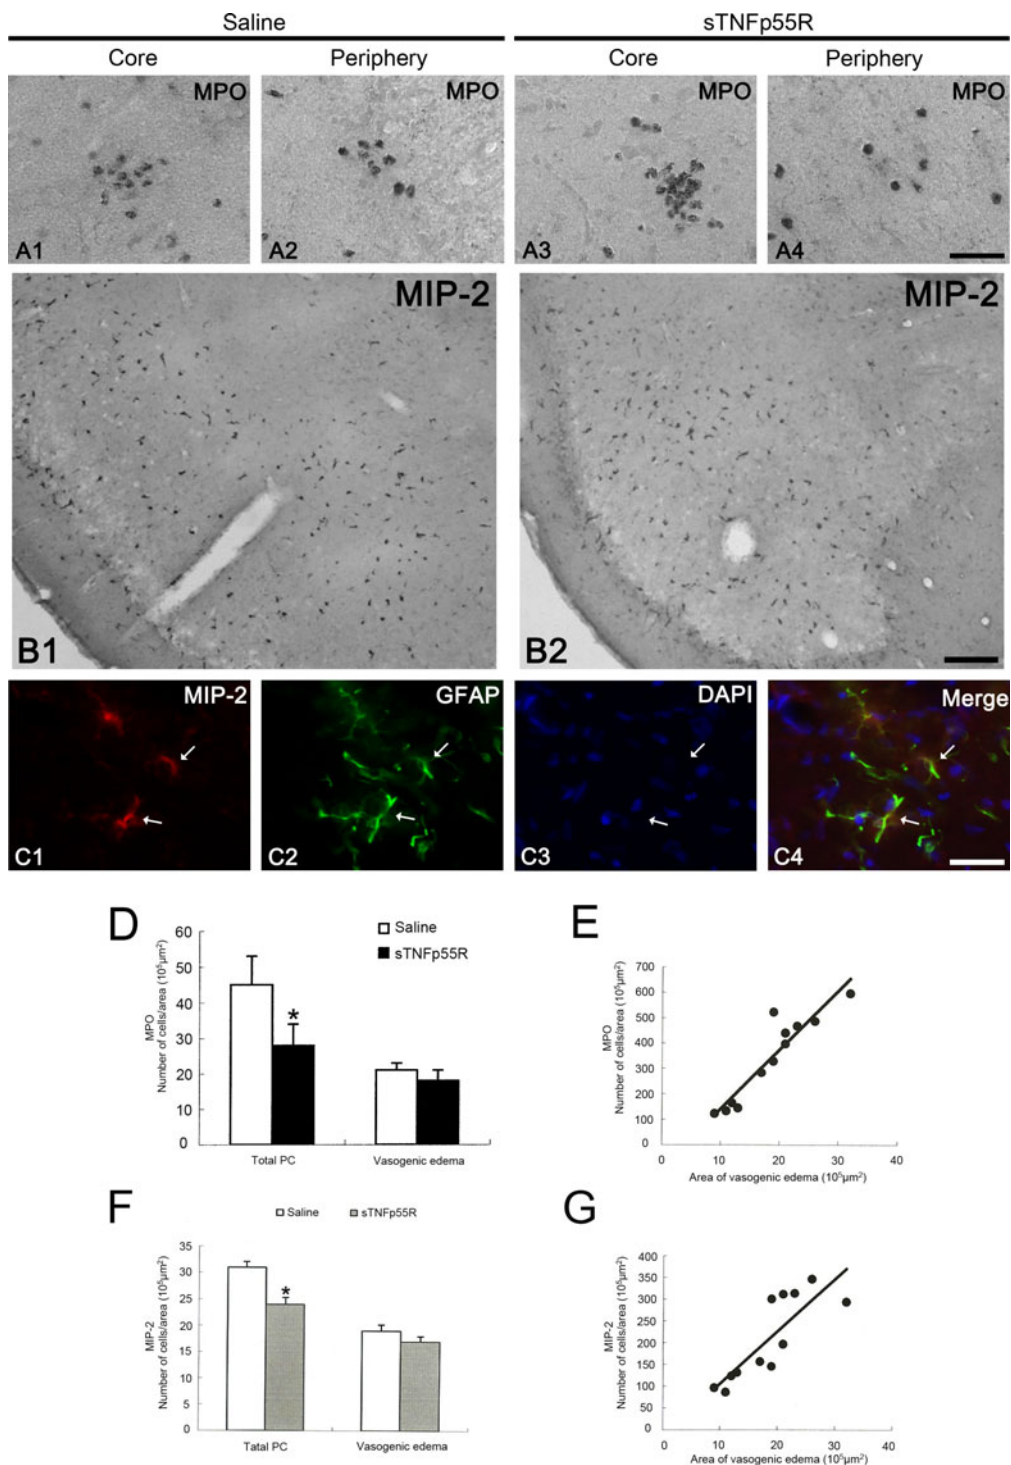 Saline sTNFp55R
Core Periphery Core Periphery
MPO MPO MPO MPO
A1 A2 A3 A4
MIP-2 MIP-2
B1 B2
MIP-2 GFAP DAPI Merge
C1 C2 C3 C4
D
Saline
sTNFp55R
MPO
Number of cells/area (10⁵μm²)
60
50
40
30
20
10
0
*
Total PC Vasogenic edema
E
MPO
Number of cells/area (10⁵μm²)
700
600
500
400
300
200
100
0
0 10 20 30 40
Area of vasogenic edema (10⁵μm²)
F
Saline sTNFp55R
MIP-2
Number of cells/area (10⁵μm²)
35
30
25
20
15
10
5
0
*
Tatal PC Vasogenic edema
G
MIP-2
Number of cells/area (10⁵μm²)
400
350
300
250
200
150
100
50
0
0 10 20 30 40
Area of vasogenic edema (10⁵μm²)